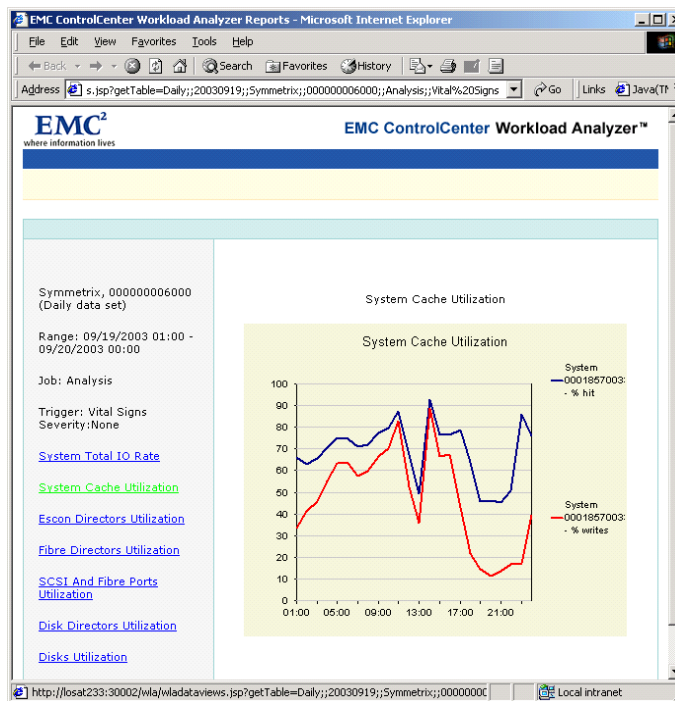 EMC ControlCenter Workload Analyzer Reports - Microsoft Internet Explorer
File Edit View Favorites Tools Help
Back Search Favorites History
Address s.jsp?getTable=Daily;;20030919;;Symmetrix;;000000006000;;Analysis;;Vital%20Signs Go Links Java(TM
EMC²
where information lives
EMC ControlCenter Workload Analyzer™
Symmetrix, 000000006000
(Daily data set)
Range: 09/19/2003 01:00 -
09/20/2003 00:00
Job: Analysis
Trigger: Vital Signs
Severity:None
System Total IO Rate
System Cache Utilization
Escon Directors Utilization
Fibre Directors Utilization
SCSI And Fibre Ports
Utilization
Disk Directors Utilization
Disks Utilization
System Cache Utilization
System Cache Utilization
100
90
80
70
60
50
40
30
20
10
0
01:00 05:00 09:00 13:00 17:00 21:00
System
0001857003:
- % hit
System
0001857003:
- % writes
http://losat233:30002/wla/wladataviews.jsp?getTable=Daily;;20030919;;Symmetrix;;0000000C
Local intranet